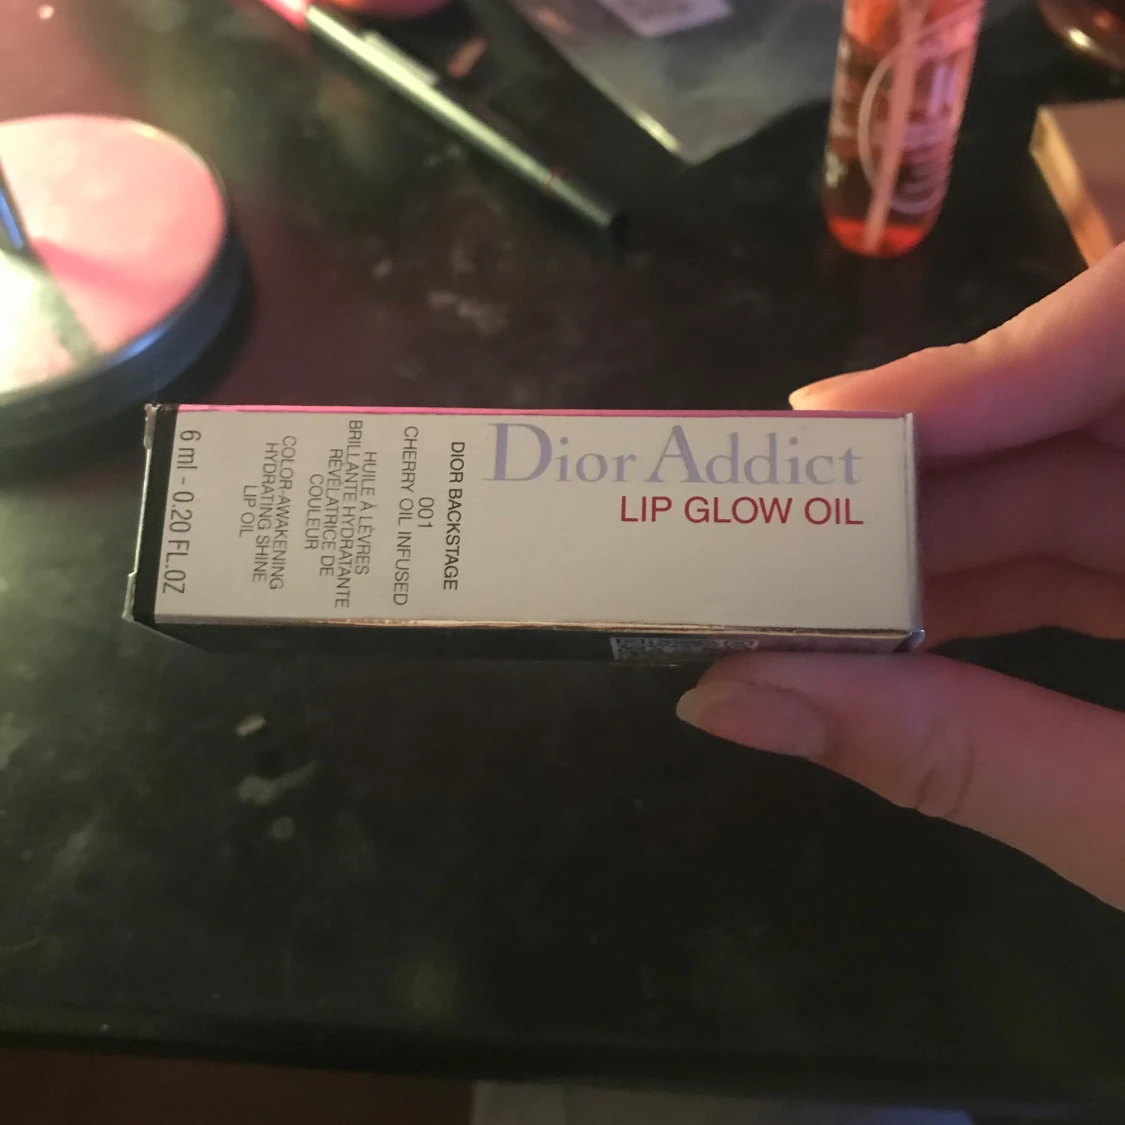 Dior Addict
LIP GLOW OIL
DIOR BACKSTAGE
001
CHERRY OIL INFUSED
HUILE À LÈVRES
BRILLANTE HYDRATANTE
RÉVÉLATRICE DE
COULEUR
COLOR-AWAKENING
HYDRATING SHINE
LIP OIL
6 ml - 0.20 FL.OZ